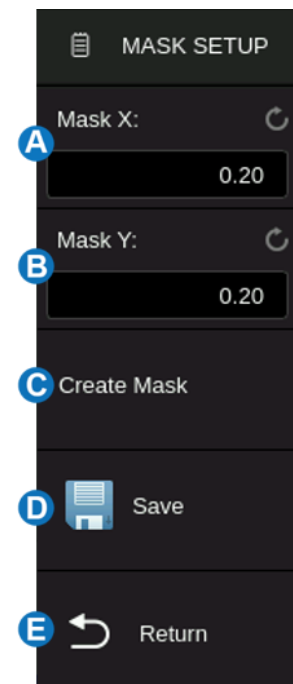 MASK SETUP
Mask X:
A
0.20
Mask Y:
B
0.20
C Create Mask
D Save
E Return